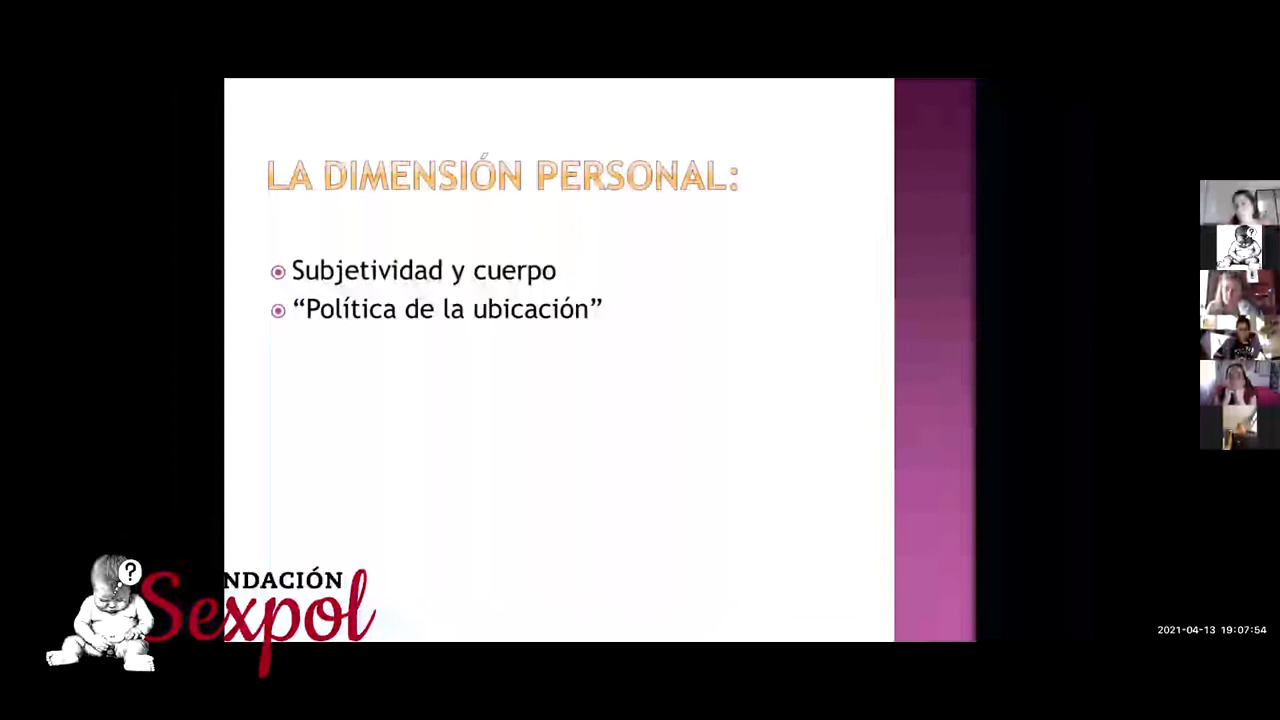 LA DIMENSIÓN PERSONAL:
Subjetividad y cuerpo
“Política de la ubicación”
?
NDACIÓN
Sexpol
2021-04-13 19:07:54